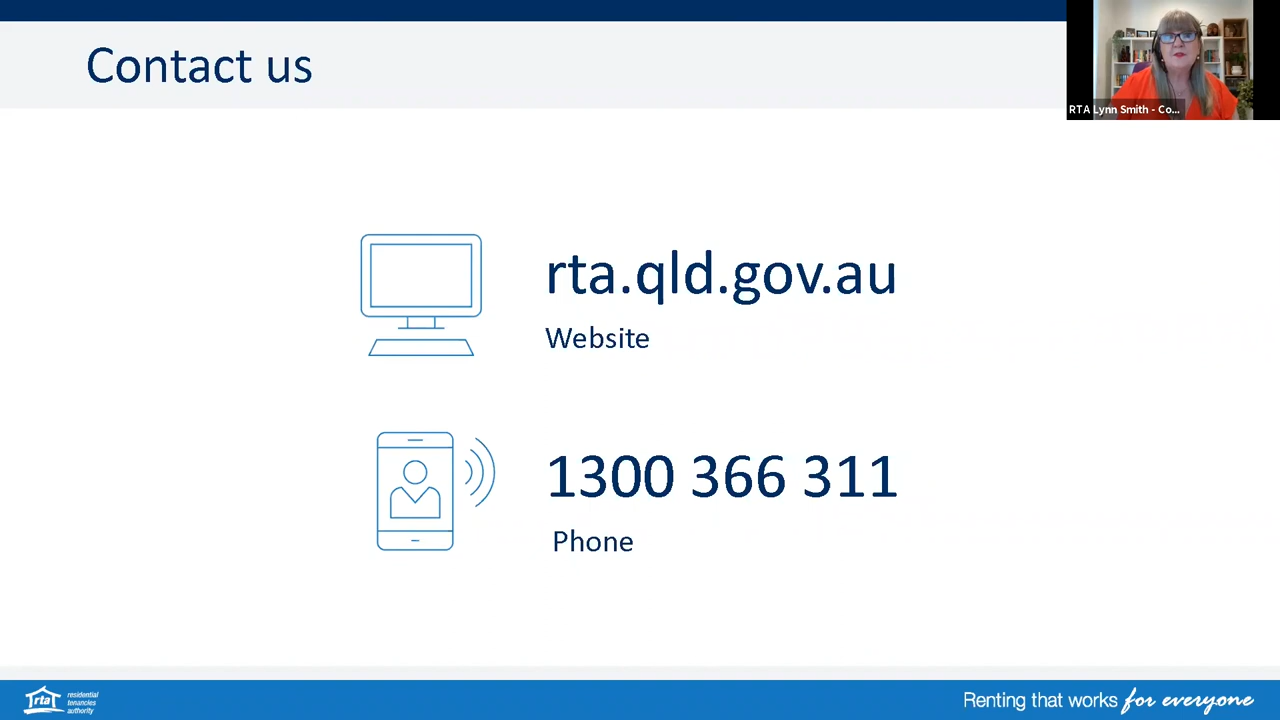 Contact us
RTA Lynn Smith - Co...
rta.qld.gov.au
Website
1300 366 311
Phone
rta
residential
tenancies
authority
Renting that works for everyone